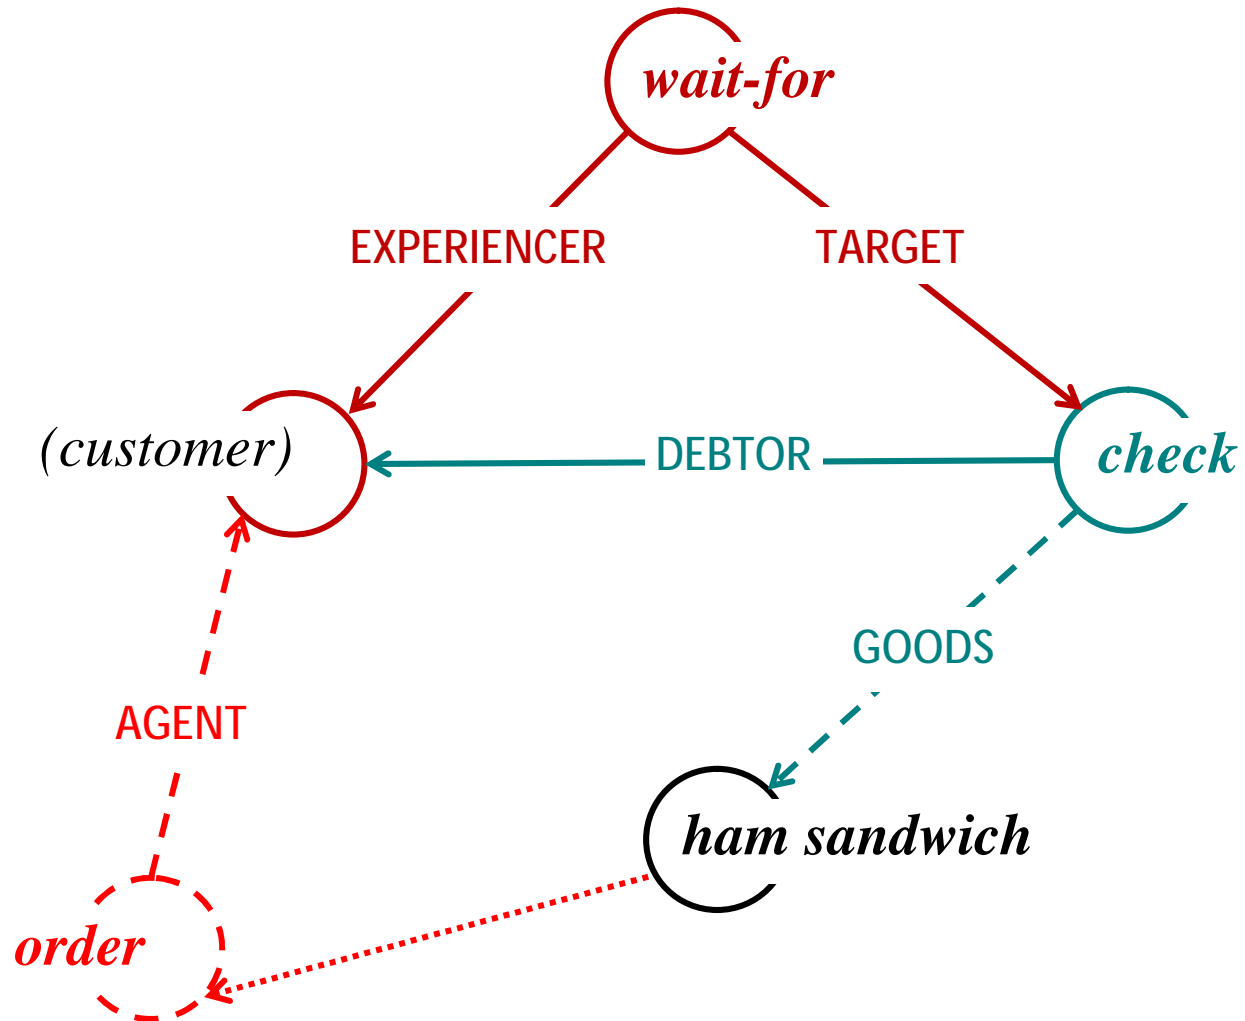 wait-for
EXPERIENCER
TARGET
(customer)
DEBTOR
check
GOODS
AGENT
ham sandwich
order